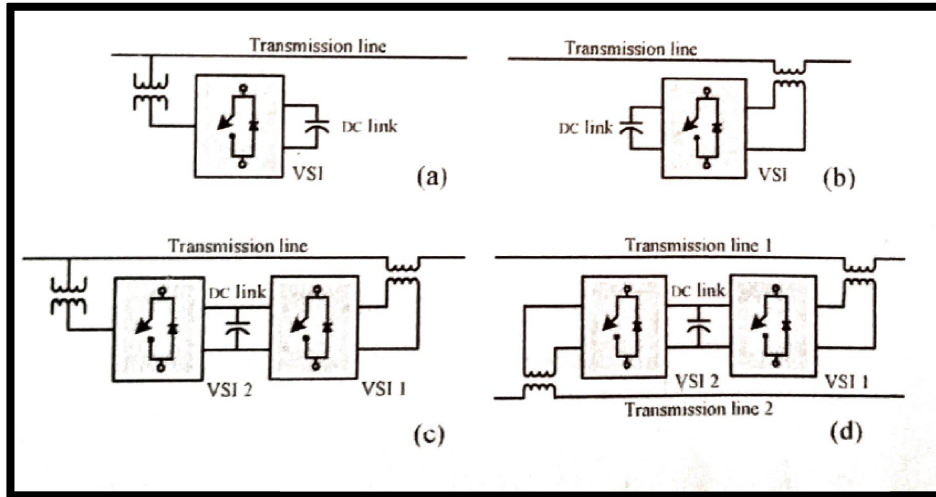 Transmission line
DC link
VSI
(a)
Transmission line
DC link
VSI
(b)
Transmission line
DC link
VSI 2
VSI 1
(c)
Transmission line 1
DC link
VSI 2
VSI 1
Transmission line 2
(d)